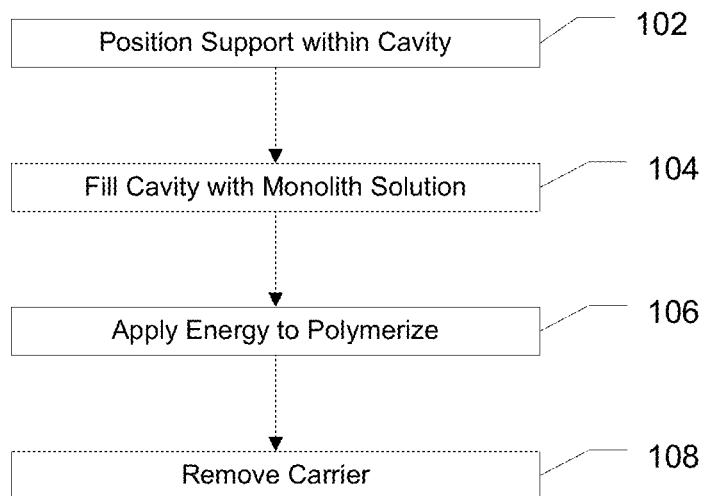 102
Position Support within Cavity
104
Fill Cavity with Monolith Solution
106
Apply Energy to Polymerize
108
Remove Carrier